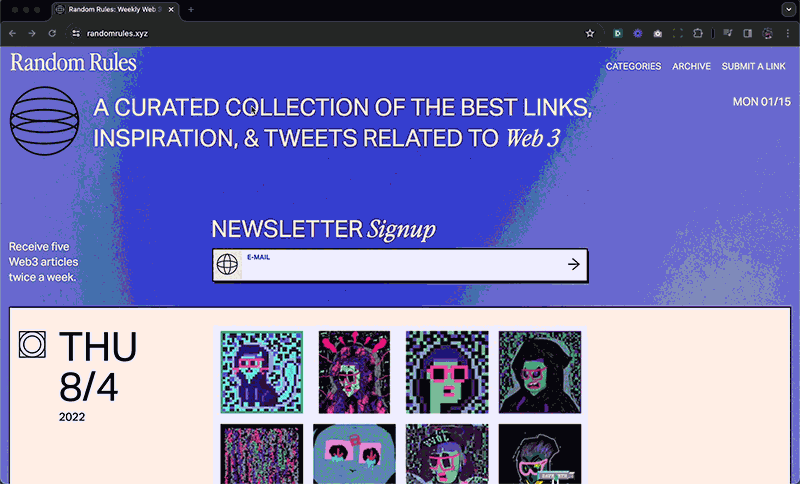 Random Rules: Weekly Web 3
randomrules.xyz
Random Rules
CATEGORIES
ARCHIVE
SUBMIT A LINK
A CURATED COLLECTION OF THE BEST LINKS,
INSPIRATION, & TWEETS RELATED TO Web 3
MON 01/15
NEWSLETTER Signup
Receive five
Web3 articles
twice a week.
E-MAIL
THU
8/4
2022